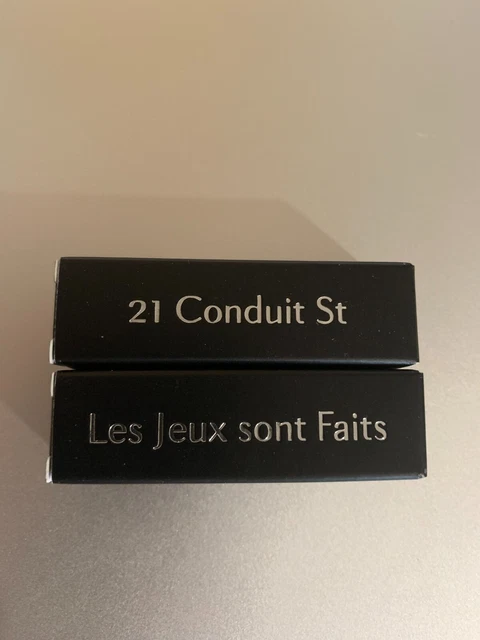 21 Conduit St
Les Jeux sont Faits